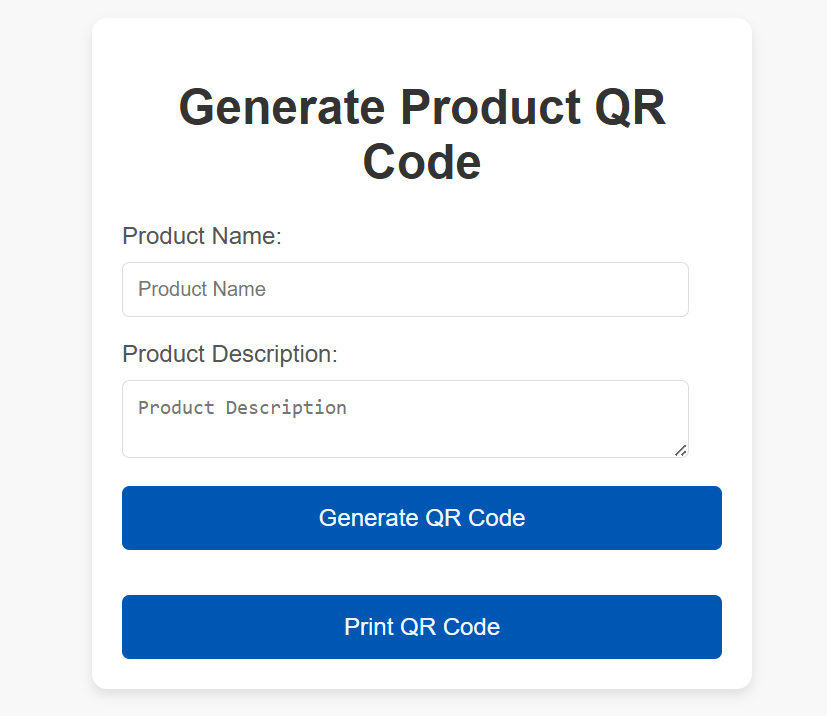 Generate Product QR
Code
Product Name:
Product Name
Product Description:
Product Description
Generate QR Code
Print QR Code